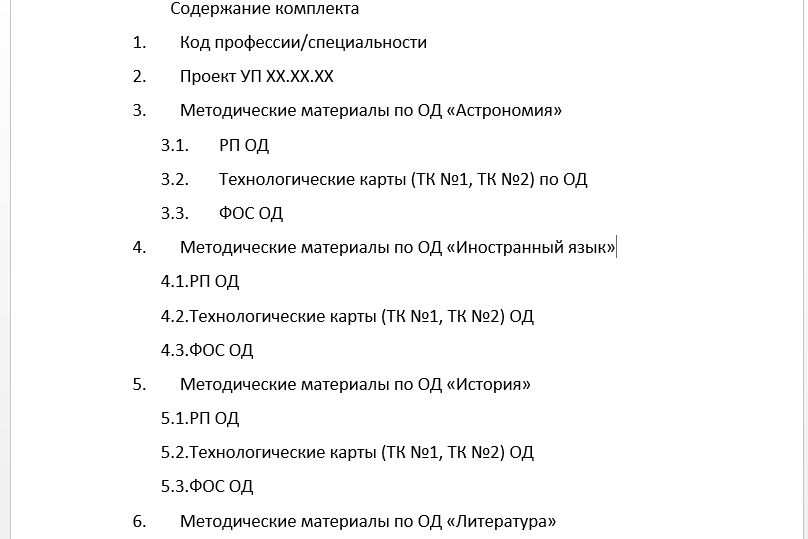 Содержание комплекта
1. Код профессии/специальности
2. Проект УП XX.XX.XX
3. Методические материалы по ОД «Астрономия»
3.1. РП ОД
3.2. Технологические карты (ТК №1, ТК №2) по ОД
3.3. ФОС ОД
4. Методические материалы по ОД «Иностранный язык»
4.1.РП ОД
4.2.Технологические карты (ТК №1, ТК №2) ОД
4.3.ФОС ОД
5. Методические материалы по ОД «История»
5.1.РП ОД
5.2.Технологические карты (ТК №1, ТК №2) ОД
5.3.ФОС ОД
6. Методические материалы по ОД «Литература»